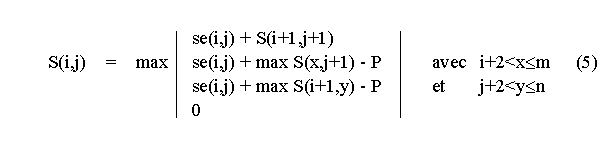 se(i,j) + S(i+1,j+1)
S(i,j) = max se(i,j) + max S(x,j+1) - P avec i+2<x≤m (5)
se(i,j) + max S(i+1,y) - P et j+2<y≤n
0